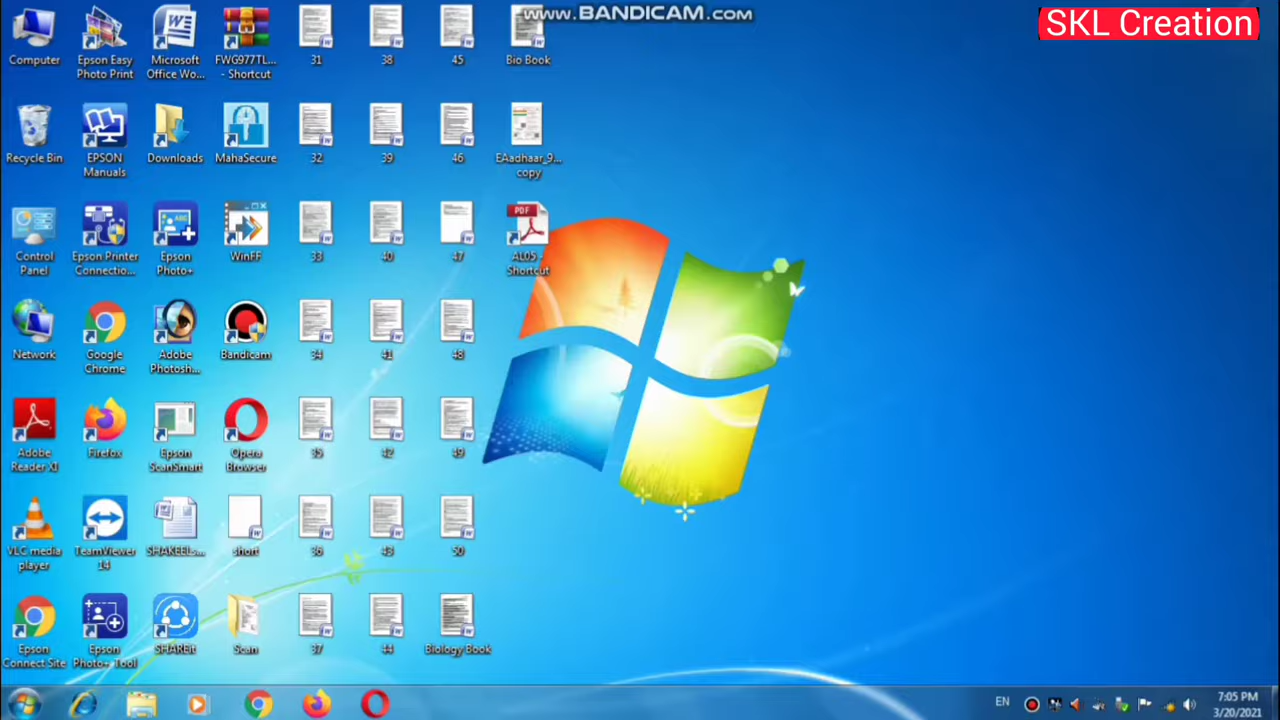 www.BANDICAM.com
SKL Creation
Computer
Epson Easy
Photo Print
Microsoft
Office Wo...
FWG977TL...
- Shortcut
31
38
45
Bio Book
Recycle Bin
EPSON
Manuals
Downloads
MahaSecure
32
39
46
EAadhaar_9...
copy
Control
Panel
Epson Printer
Connectio...
Epson
Photo+
WinFF
33
40
47
PDF
AL05 -
Shortcut
Network
Google
Chrome
Adobe
Photosh...
Bandicam
34
41
48
Adobe
Reader XI
Firefox
Epson
ScanSmart
Opera
Browser
35
42
49
VLC media
player
TeamViewer
14
SHAKEEL...
short
36
43
50
Epson
Connect Site
Epson
Photo+ Tool
SHAREit
Scan
37
44
Biology Book
EN
7:05 PM
3/20/2021